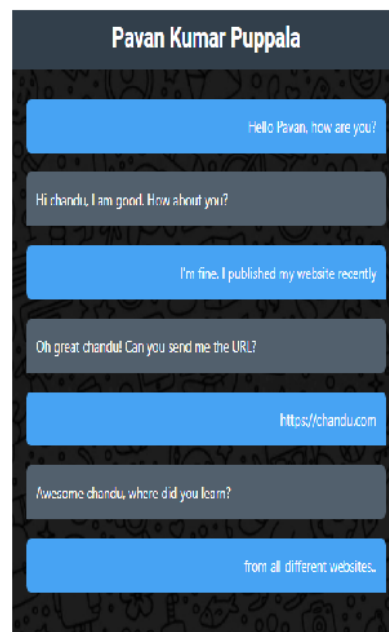 Pavan Kumar Puppala
Hello Pavan, how are you?
Hi chandu, I am good. How about you?
I'm fine. I published my website recently
Oh great chandu! Can you send me the URL?
https://chandu.com
Awesome chandu, where did you learn?
from all different websites..